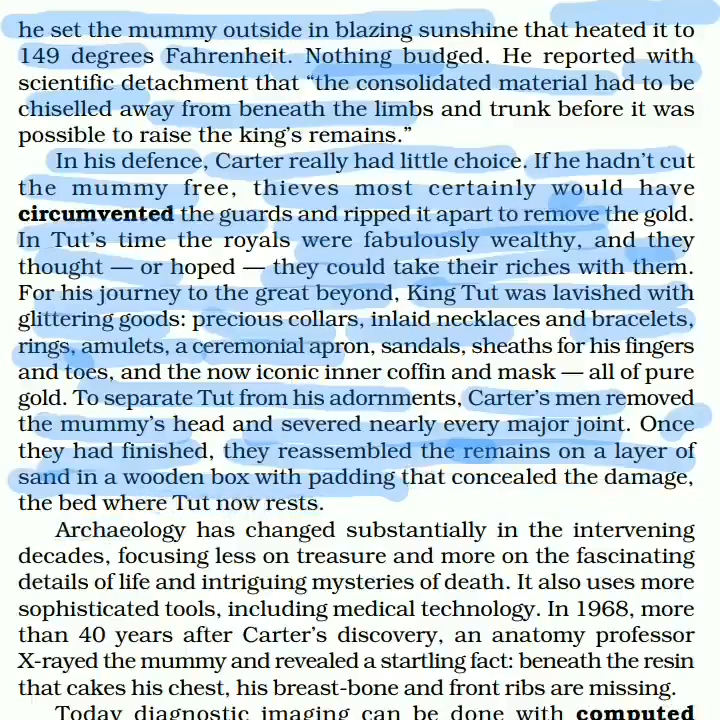 he set the mummy outside in blazing sunshine that heated it to
149 degrees Fahrenheit. Nothing budged. He reported with
scientific detachment that “the consolidated material had to be
chiselled away from beneath the limbs and trunk before it was
possible to raise the king’s remains.”
In his defence, Carter really had little choice. If he hadn’t cut
the mummy free, thieves most certainly would have
circumvented the guards and ripped it apart to remove the gold.
In Tut’s time the royals were fabulously wealthy, and they
thought — or hoped — they could take their riches with them.
For his journey to the great beyond, King Tut was lavished with
glittering goods: precious collars, inlaid necklaces and bracelets,
rings, amulets, a ceremonial apron, sandals, sheaths for his fingers
and toes, and the now iconic inner coffin and mask — all of pure
gold. To separate Tut from his adornments, Carter’s men removed
the mummy’s head and severed nearly every major joint. Once
they had finished, they reassembled the remains on a layer of
sand in a wooden box with padding that concealed the damage,
the bed where Tut now rests.
Archaeology has changed substantially in the intervening
decades, focusing less on treasure and more on the fascinating
details of life and intriguing mysteries of death. It also uses more
sophisticated tools, including medical technology. In 1968, more
than 40 years after Carter’s discovery, an anatomy professor
X-rayed the mummy and revealed a startling fact: beneath the resin
that cakes his chest, his breast-bone and front ribs are missing.
Today diagnostic imaging can be done with computed